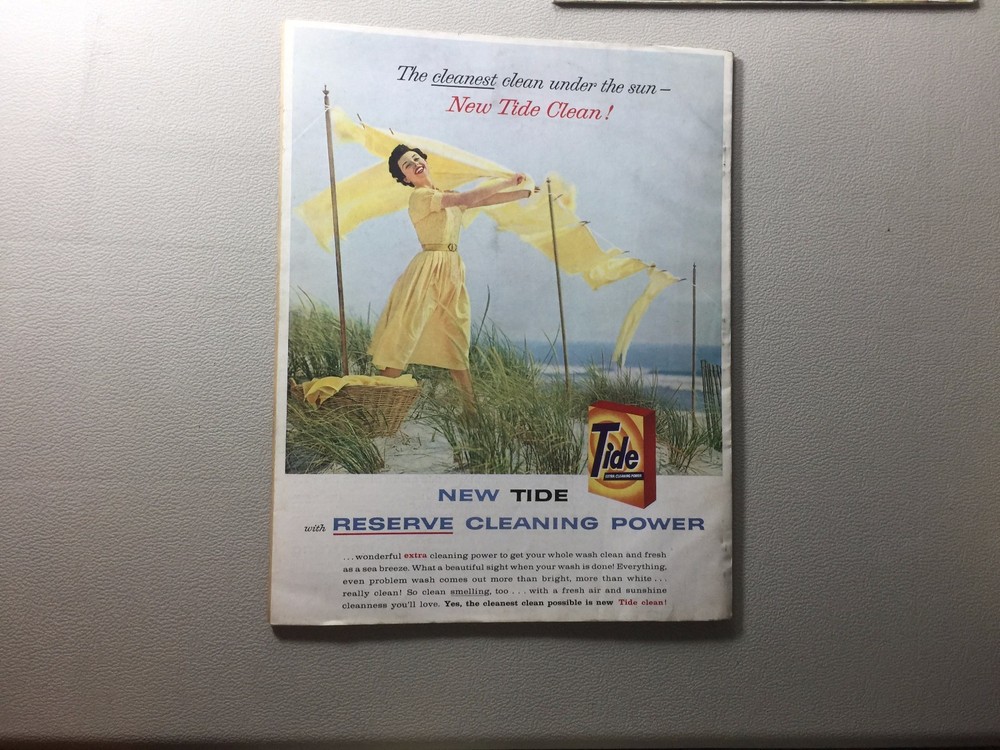 The cleanest clean under the sun—
New Tide Clean!
Tide
EXTRA CLEANING POWER
NEW TIDE
with RESERVE CLEANING POWER
...wonderful extra cleaning power to get your whole wash clean and fresh
as a sea breeze. What a beautiful sight when your wash is done! Everything,
even problem wash comes out more than bright, more than white...
really clean! So clean smelling, too...with a fresh air and sunshine
cleanness you'll love. Yes, the cleanest clean possible is new Tide clean!